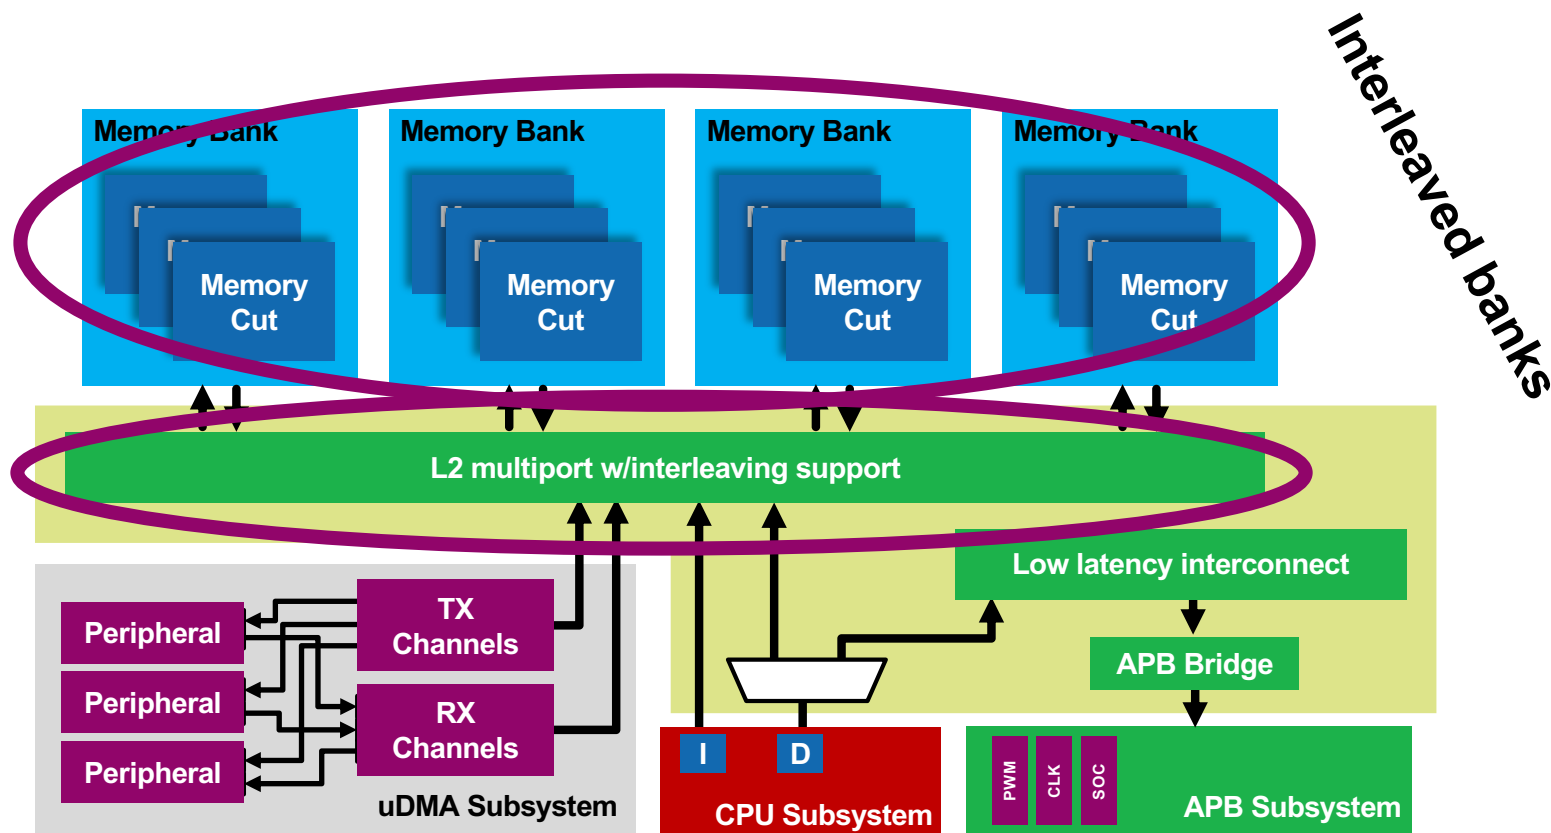 Interleaved banks
Memory Bank
Memory Bank
Memory Bank
Memory Bank
Memory
Cut
Memory
Cut
Memory
Cut
Memory
Cut
L2 multiport w/interleaving support
Low latency interconnect
APB Bridge
TX
Channels
RX
Channels
Peripheral
Peripheral
Peripheral
uDMA Subsystem
I
D
CPU Subsystem
PWM
CLK
SOC
APB Subsystem